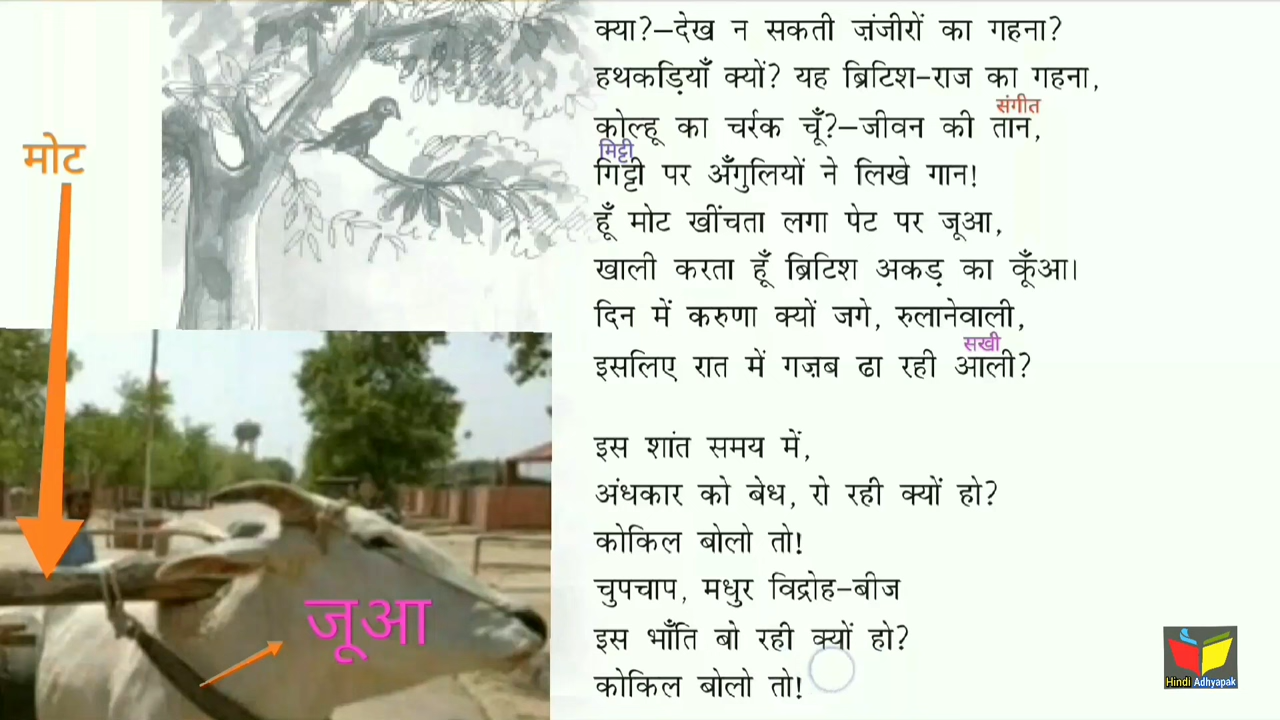 क्या?–देख न सकती ज़ंजीरों का गहना?
हथकड़ियाँ क्यों? यह ब्रिटिश-राज का गहना,
संगीत
कोल्हू का चर्रक चूँ?–जीवन की तान,
मिट्टी
गिट्टी पर अँगुलियों ने लिखे गान!
हूँ मोट खींचता लगा पेट पर जूआ,
खाली करता हूँ ब्रिटिश अकड़ का कूँआ।
दिन में करुणा क्यों जगे, रुलानेवाली,
सखी
इसलिए रात में गज़ब ढा रही आली?
इस शांत समय में,
अंधकार को बेध, रो रही क्यों हो?
कोकिल बोलो तो!
चुपचाप, मधुर विद्रोह-बीज
इस भाँति बो रही क्यों हो?
कोकिल बोलो तो!
मोट
जूआ
Hindi Adhyapak